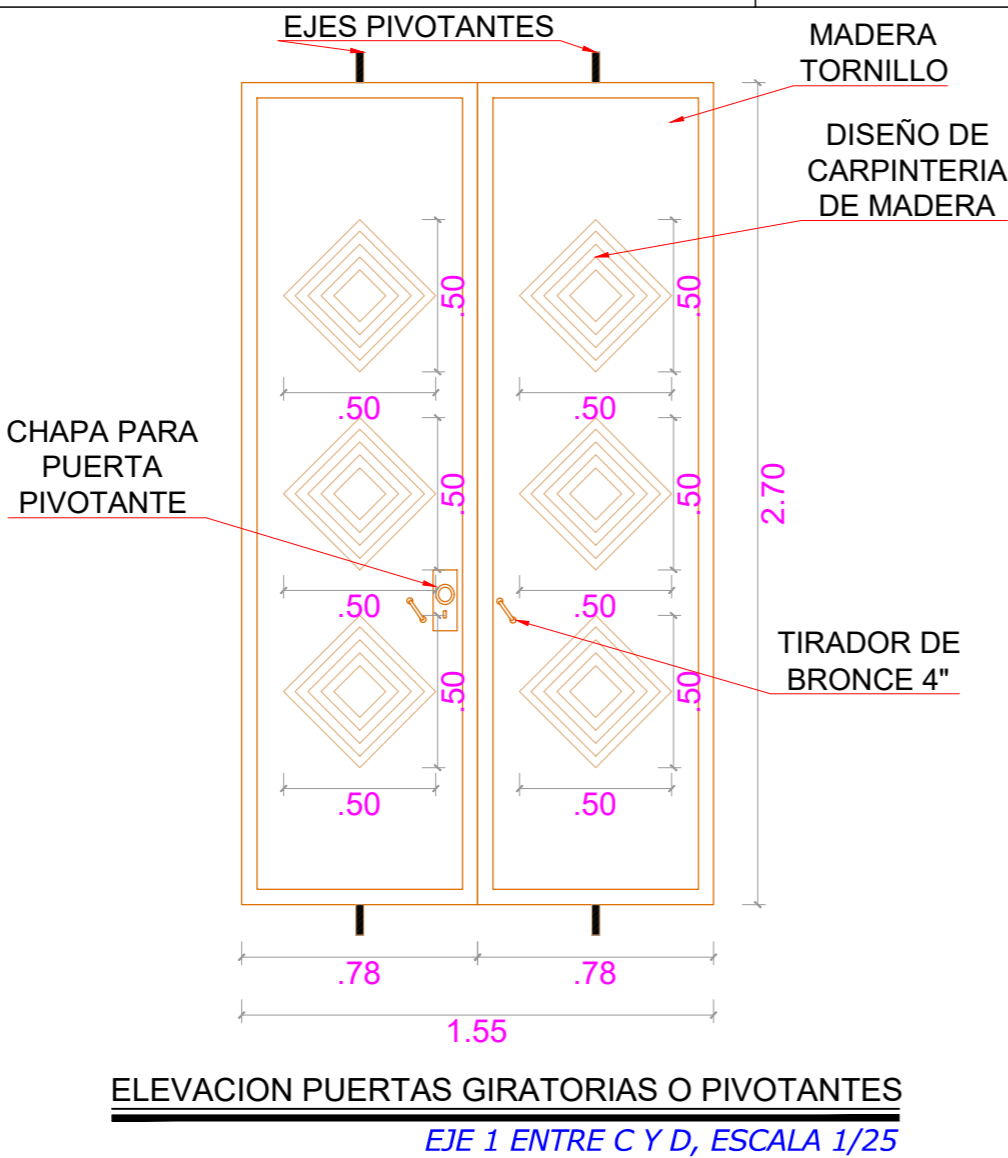 EJES PIVOTANTES
MADERA
TORNILLO
DISEÑO DE
CARPINTERIA
DE MADERA
.50
.50
.50
.50
CHAPA PARA
PUERTA
PIVOTANTE
.50
.50
2.70
.50
.50
TIRADOR DE
BRONCE 4"
.50
.50
.50
.50
.78
.78
1.55
ELEVACION PUERTAS GIRATORIAS O PIVOTANTES
EJE 1 ENTRE C Y D, ESCALA 1/25